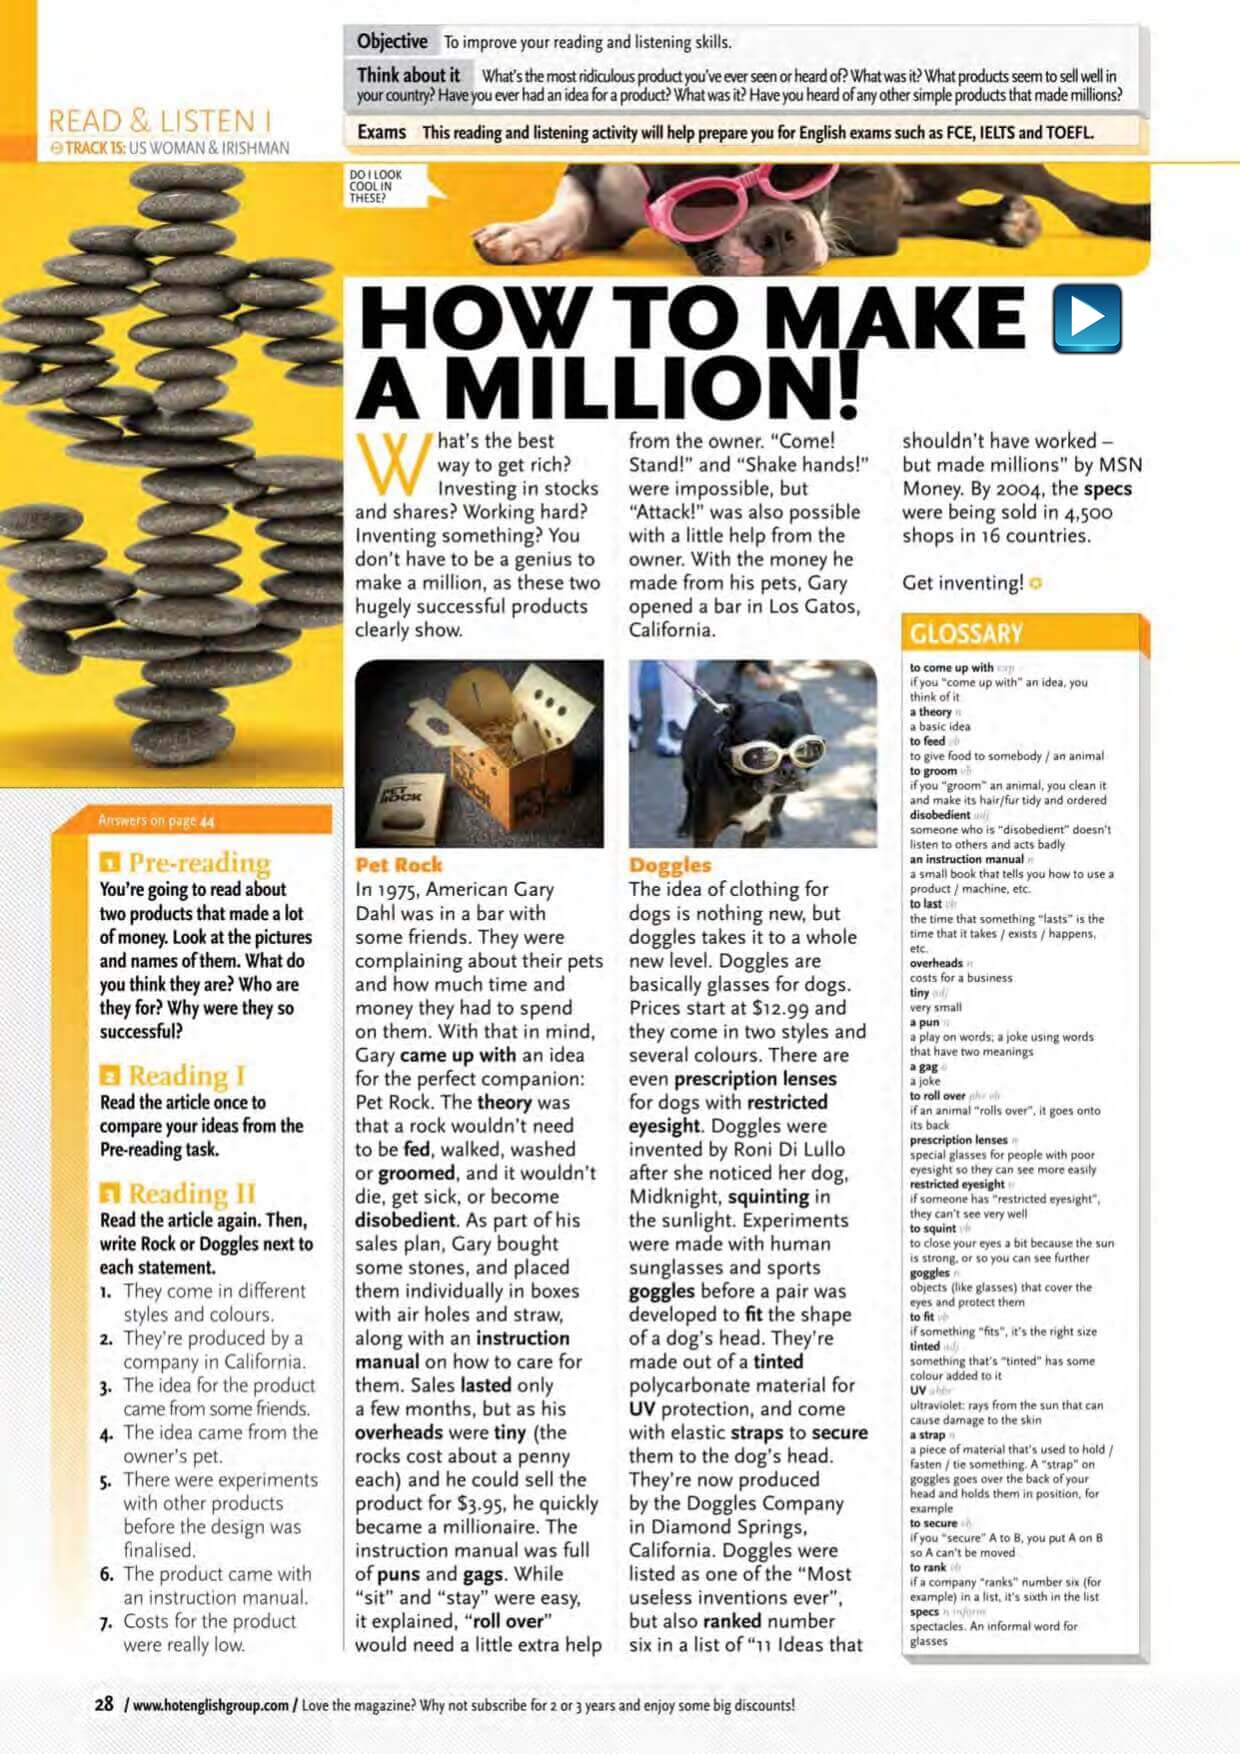 Objective To improve your reading and listening skills.
Think about it What's the most ridiculous product you've ever seen or heard of? What was it? What products seem to sell well in
your country? Have you ever had an idea for a product? What was it? Have you heard of any other simple products that made millions?
Exams This reading and listening activity will help prepare you for English exams such as FCE, IELTS and TOEFL.
READ & LISTEN I
TRACK 15: US WOMAN & IRISHMAN
DO I LOOK
COOL IN
THESE?
HOW TO MAKE
A MILLION!
What's the best
way to get rich?
Investing in stocks
and shares? Working hard?
Inventing something? You
don't have to be a genius to
make a million, as these two
hugely successful products
clearly show.
PET
ROCK
PET
ROCK
Pet Rock
In 1975, American Gary
Dahl was in a bar with
some friends. They were
complaining about their pets
and how much time and
money they had to spend
on them. With that in mind,
Gary came up with an idea
for the perfect companion:
Pet Rock. The theory was
that a rock wouldn't need
to be fed, walked, washed
or groomed, and it wouldn't
die, get sick, or become
disobedient. As part of his
sales plan, Gary bought
some stones, and placed
them individually in boxes
with air holes and straw,
along with an instruction
manual on how to care for
them. Sales lasted only
a few months, but as his
overheads were tiny (the
rocks cost about a penny
each) and he could sell the
product for $3.95, he quickly
became a millionaire. The
instruction manual was full
of puns and gags. While
"sit" and "stay" were easy,
it explained, "roll over"
would need a little extra help
from the owner. "Come!
Stand!" and "Shake hands!"
were impossible, but
"Attack!" was also possible
with a little help from the
owner. With the money he
made from his pets, Gary
opened a bar in Los Gatos,
California.
Doggles
The idea of clothing for
dogs is nothing new, but
doggles takes it to a whole
new level. Doggles are
basically glasses for dogs.
Prices start at $12.99 and
they come in two styles and
several colours. There are
even prescription lenses
for dogs with restricted
eyesight. Doggles were
invented by Roni Di Lullo
after she noticed her dog,
Midknight, squinting in
the sunlight. Experiments
were made with human
sunglasses and sports
goggles before a pair was
developed to fit the shape
of a dog's head. They're
made out of a tinted
polycarbonate material for
UV protection, and come
with elastic straps to secure
them to the dog's head.
They're now produced
by the Doggles Company
in Diamond Springs,
California. Doggles were
listed as one of the "Most
useless inventions ever",
but also ranked number
six in a list of "11 Ideas that
shouldn't have worked –
but made millions" by MSN
Money. By 2004, the specs
were being sold in 4,500
shops in 16 countries.
Get inventing!
GLOSSARY
to come up with exp
if you "come up with" an idea, you
think of it
a theory n
a basic idea
to feed vb
to give food to somebody / an animal
to groom vb
if you "groom" an animal, you clean it
and make its hair/fur tidy and ordered
disobedient adj
someone who is "disobedient" doesn't
listen to others and acts badly
an instruction manual n
a small book that tells you how to use a
product / machine, etc.
to last vb
the time that something "lasts" is the
time that it takes / exists / happens,
etc.
overheads n
costs for a business
tiny adj
very small
a pun n
a play on words; a joke using words
that have two meanings
a gag n
a joke
to roll over phr vb
if an animal "rolls over", it goes onto
its back
prescription lenses n
special glasses for people with poor
eyesight so they can see more easily
restricted eyesight n
if someone has "restricted eyesight",
they can't see very well
to squint vb
to close your eyes a bit because the sun
is strong, or so you can see further
goggles n
objects (like glasses) that cover the
eyes and protect them
to fit vb
if something "fits", it's the right size
tinted adj
something that's "tinted" has some
colour added to it
UV abbr
ultraviolet: rays from the sun that can
cause damage to the skin
a strap n
a piece of material that's used to hold /
fasten / tie something. A "strap" on
goggles goes over the back of your
head and holds them in position, for
example
to secure vb
if you "secure" A to B, you put A on B
so A can't be moved
to rank vb
if a company "ranks" number six (for
example) in a list, it's sixth in the list
specs n inform
spectacles. An informal word for
glasses
Answers on page 44
1 Pre-reading
You're going to read about
two products that made a lot
of money. Look at the pictures
and names of them. What do
you think they are? Who are
they for? Why were they so
successful?
2 Reading I
Read the article once to
compare your ideas from the
Pre-reading task.
3 Reading II
Read the article again. Then,
write Rock or Doggles next to
each statement.
1. They come in different
styles and colours.
2. They're produced by a
company in California.
3. The idea for the product
came from some friends.
4. The idea came from the
owner's pet.
5. There were experiments
with other products
before the design was
finalised.
6. The product came with
an instruction manual.
7. Costs for the product
were really low.
28 / www.hotenglishgroup.com / Love the magazine? Why not subscribe for 2 or 3 years and enjoy some big discounts!